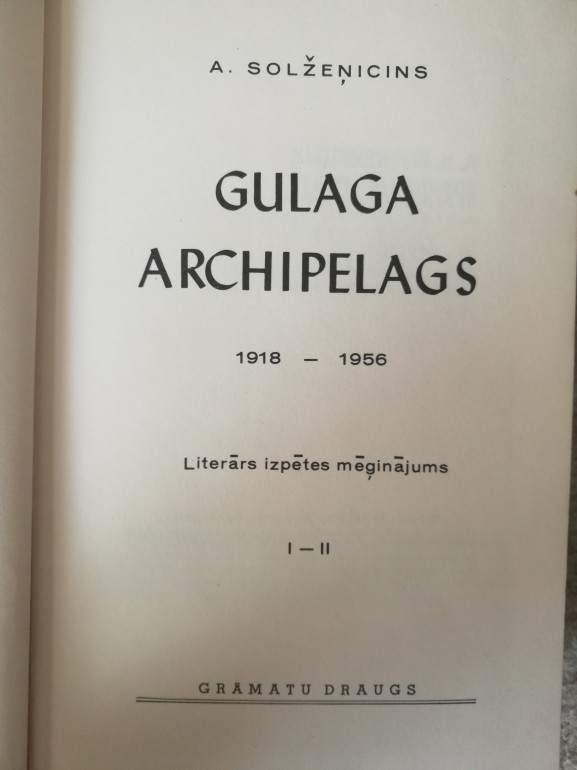 A. SOLŽEŅICINS
GULAGA
ARCHIPELAGS
1918 – 1956
Literārs izpētes mēģinājums
I – II
GRĀMATU DRAUGS